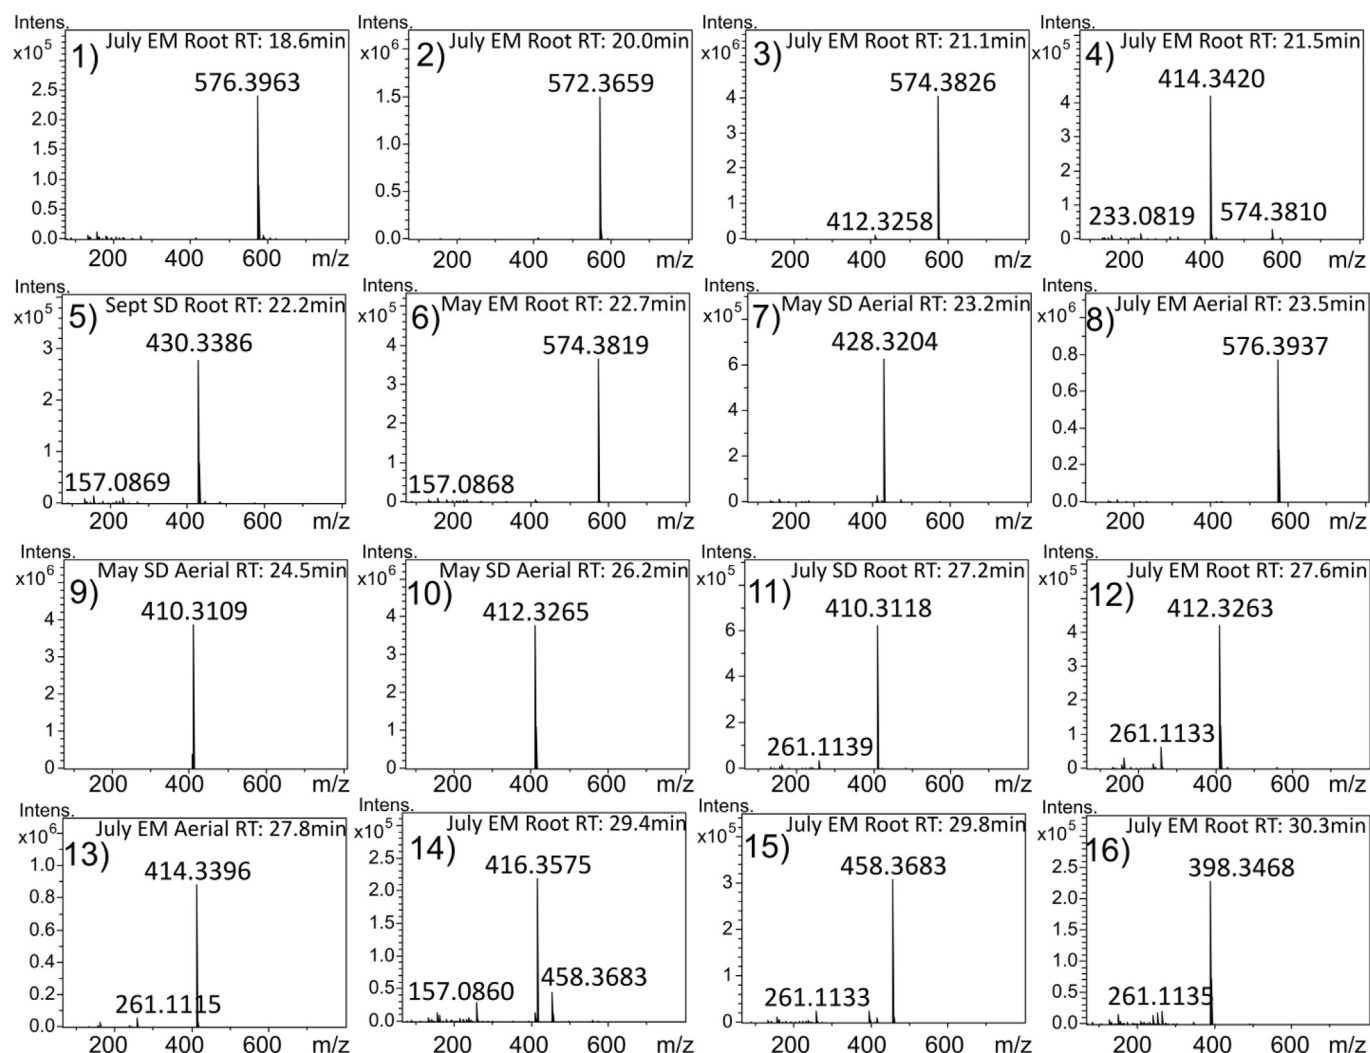 Intens.
x10^5
1)
July EM Root RT: 18.6min
576.3963
2.5
2.0
1.5
1.0
0.5
0.0
200 400 600 m/z
Intens.
x10^6
2)
July EM Root RT: 20.0min
572.3659
1.5
1.0
0.5
0.0
200 400 600 m/z
Intens.
x10^6
3)
July EM Root RT: 21.1min
574.3826
4
3
2
1
0
412.3258
200 400 600 m/z
Intens.
x10^5
4)
July EM Root RT: 21.5min
414.3420
5
4
3
2
1
0
233.0819 574.3810
200 400 600 m/z
Intens.
x10^5
5)
Sept SD Root RT: 22.2min
430.3386
3
2
1
0
157.0869
200 400 600 m/z
Intens.
x10^5
6)
May EM Root RT: 22.7min
574.3819
4
3
2
1
0
157.0868
200 400 600 m/z
Intens.
x10^5
7)
May SD Aerial RT: 23.2min
428.3204
6
4
2
0
200 400 600 m/z
Intens.
x10^6
8)
July EM Aerial RT: 23.5min
576.3937
0.8
0.6
0.4
0.2
0.0
200 400 600 m/z
Intens.
x10^6
9)
May SD Aerial RT: 24.5min
410.3109
4
3
2
1
0
200 400 600 m/z
Intens.
x10^6
10)
May SD Aerial RT: 26.2min
412.3265
4
3
2
1
0
200 400 600 m/z
Intens.
x10^5
11)
July SD Root RT: 27.2min
410.3118
6
4
2
0
261.1139
200 400 600 m/z
Intens.
x10^5
12)
July EM Root RT: 27.6min
412.3263
4
3
2
1
0
261.1133
200 400 600 m/z
Intens.
x10^6
13)
July EM Aerial RT: 27.8min
414.3396
1.0
0.8
0.6
0.4
0.2
0.0
261.1115
200 400 600 m/z
Intens.
x10^5
14)
July EM Root RT: 29.4min
416.3575
2.5
2.0
1.5
1.0
0.5
0.0
157.0860 458.3683
200 400 600 m/z
Intens.
x10^5
15)
July EM Root RT: 29.8min
458.3683
3
2
1
0
261.1133
200 400 600 m/z
Intens.
x10^5
16)
July EM Root RT: 30.3min
398.3468
2.5
2.0
1.5
1.0
0.5
0.0
261.1135
200 400 600 m/z